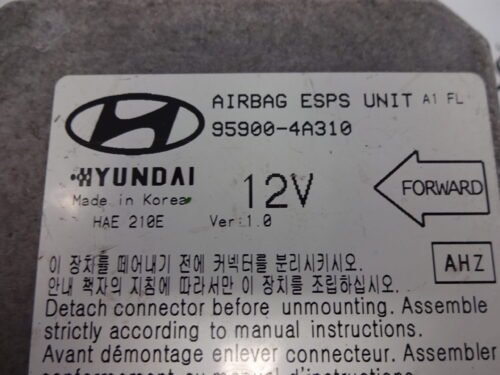 AIRBAG ESPS UNIT A1 FL
95900-4A310
HYUNDAI
Made in Korea
HAE 210E
12V
Ver:1.0
FORWARD
AHZ
이 장치를 떼어내기 전에 커넥터를 분리시키시오.
안내 책자의 지침에 따라서만 이 장치를 조립하십시오.
Detach connector before unmounting. Assemble
strictly according to manual instructions.
Avant démontage enlever connecteur. Assembler
conformement au manuel d'instructions.